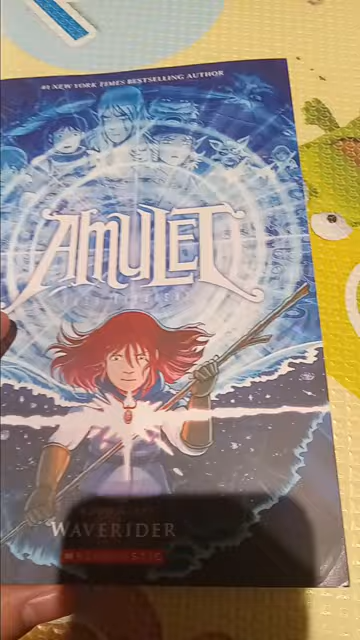 #1 NEW YORK TIMES BESTSELLING AUTHOR
AMULET
WAVERIDER
SCHOLASTIC